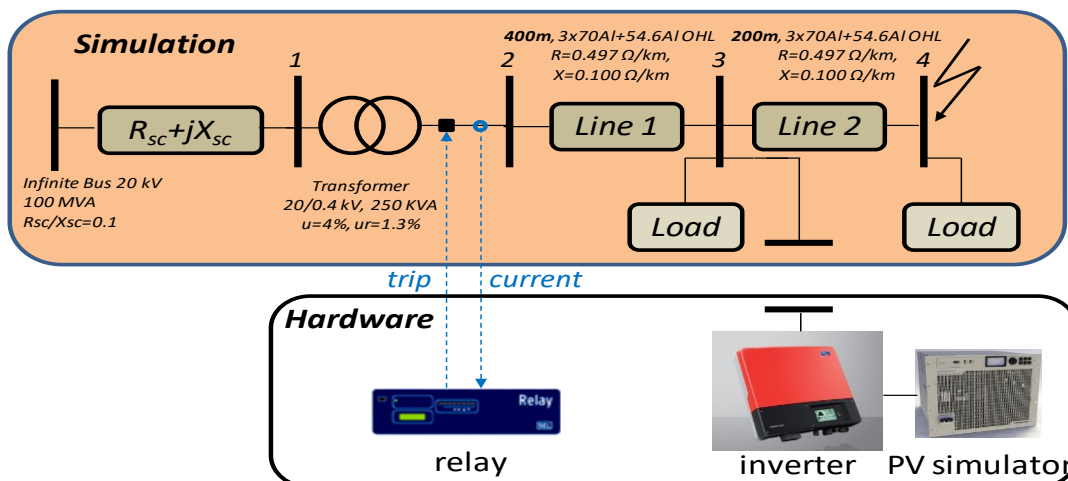 Simulation
1
2
3
4
400m, 3x70Al+54.6Al OHL
R=0.497 Ω/km,
X=0.100 Ω/km
200m, 3x70Al+54.6Al OHL
R=0.497 Ω/km,
X=0.100 Ω/km
Rsc+jXsc
Line 1
Line 2
Infinite Bus 20 kV
100 MVA
Rsc/Xsc=0.1
Transformer
20/0.4 kV, 250 KVA
u=4%, ur=1.3%
Load
Load
trip
current
Hardware
Relay
relay
inverter
PV simulator